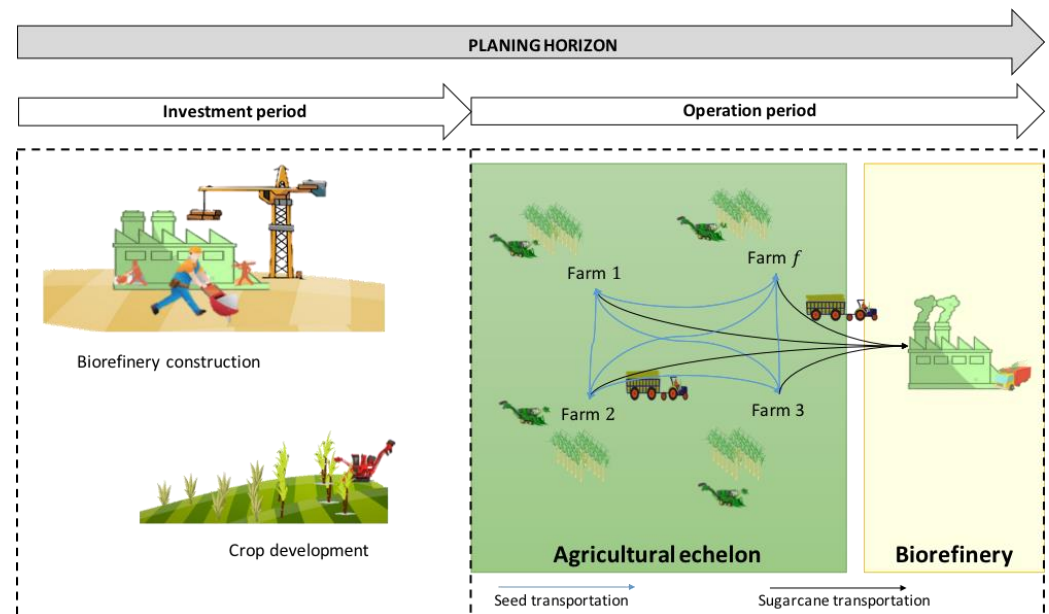 PLANING HORIZON
Investment period
Operation period
Biorefinery construction
Crop development
Farm 1
Farm f
Farm 2
Farm 3
Agricultural echelon
Biorefinery
Seed transportation
Sugarcane transportation